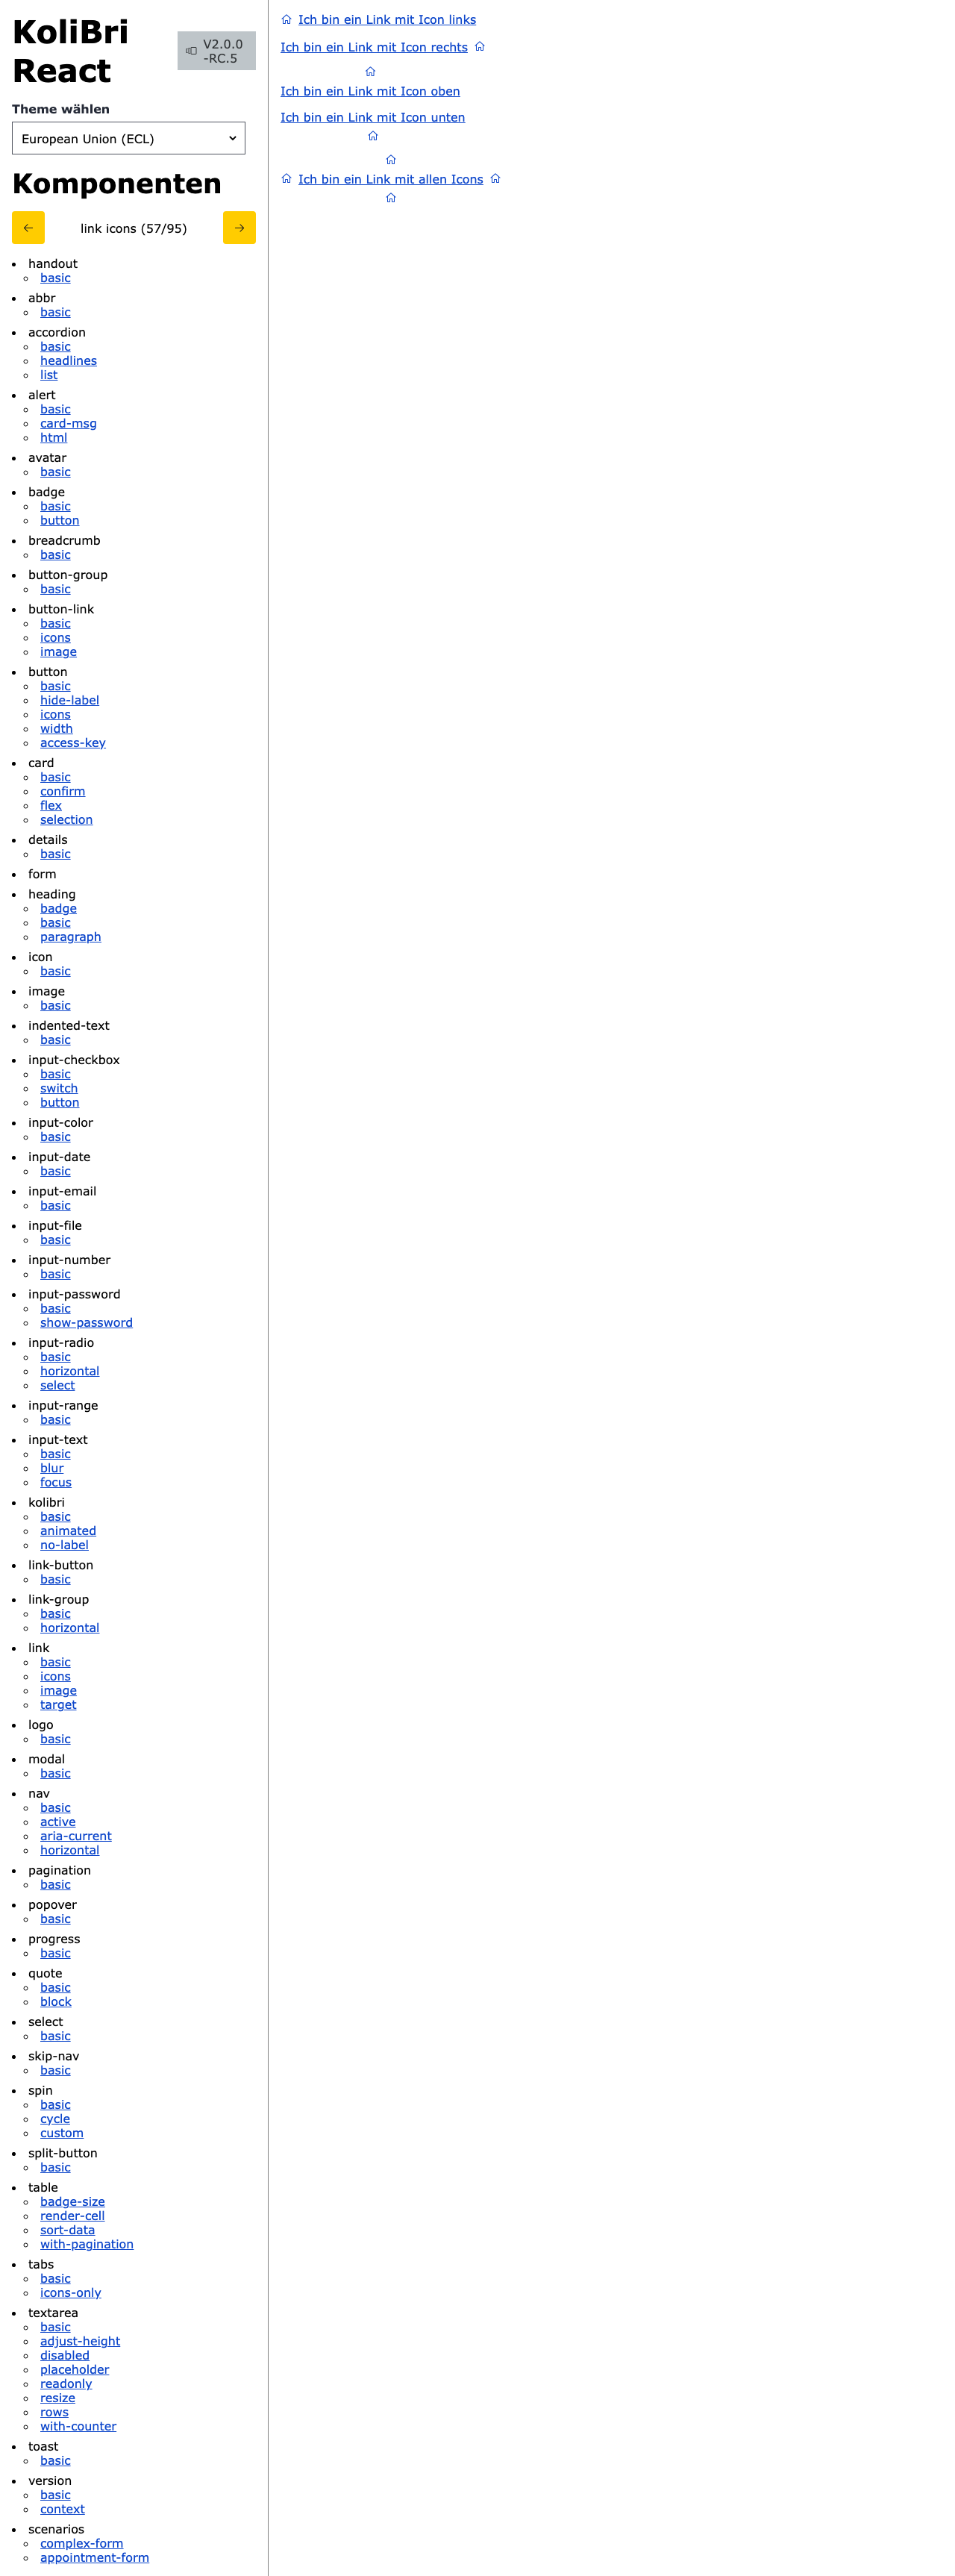 KoliBri
React
V2.0.0
-RC.5
Theme wählen
European Union (ECL)
Komponenten
link icons (57/95)
handout
basic
abbr
basic
accordion
basic
headlines
list
alert
basic
card-msg
html
avatar
basic
badge
basic
button
breadcrumb
basic
button-group
basic
button-link
basic
icons
image
button
basic
hide-label
icons
width
access-key
card
basic
confirm
flex
selection
details
basic
form
heading
badge
basic
paragraph
icon
basic
image
basic
indented-text
basic
input-checkbox
basic
switch
button
input-color
basic
input-date
basic
input-email
basic
input-file
basic
input-number
basic
input-password
basic
show-password
input-radio
basic
horizontal
select
input-range
basic
input-text
basic
blur
focus
kolibri
basic
animated
no-label
link-button
basic
link-group
basic
horizontal
link
basic
icons
image
target
logo
basic
modal
basic
nav
basic
active
aria-current
horizontal
pagination
basic
popover
basic
progress
basic
quote
basic
block
select
basic
skip-nav
basic
spin
basic
cycle
custom
split-button
basic
table
badge-size
render-cell
sort-data
with-pagination
tabs
basic
icons-only
textarea
basic
adjust-height
disabled
placeholder
readonly
resize
rows
with-counter
toast
basic
version
basic
context
scenarios
complex-form
appointment-form
Ich bin ein Link mit Icon links
Ich bin ein Link mit Icon rechts
Ich bin ein Link mit Icon oben
Ich bin ein Link mit Icon unten
Ich bin ein Link mit allen Icons